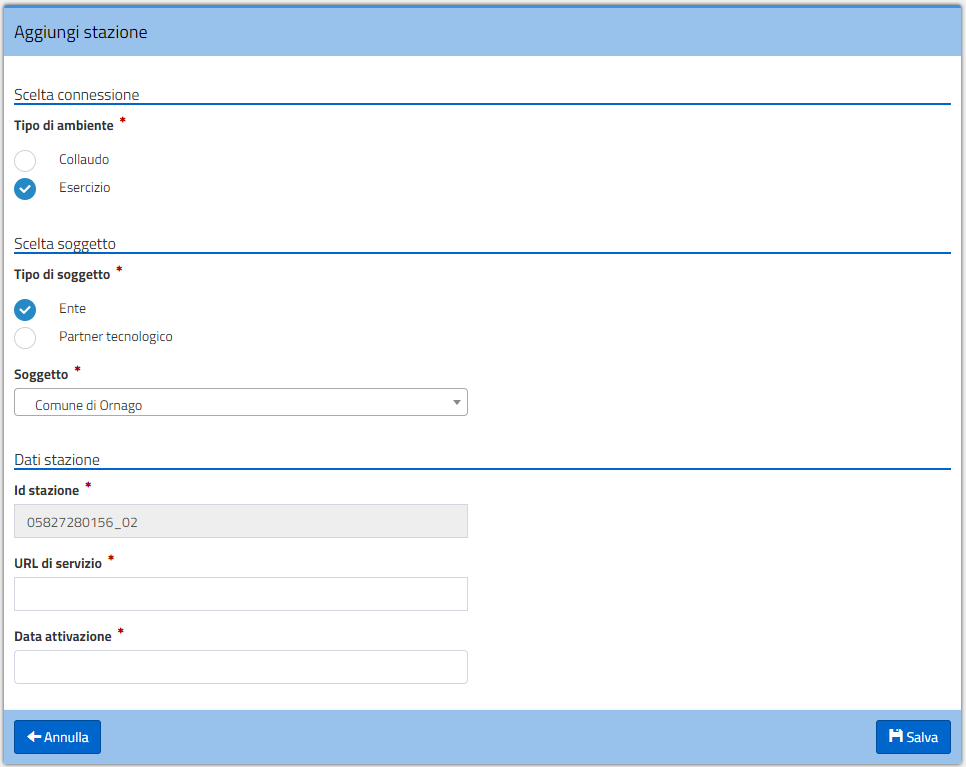 Aggiungi stazione
Scelta connessione
Tipo di ambiente *
Collaudo
Esercizio
Scelta soggetto
Tipo di soggetto *
Ente
Partner tecnologico
Soggetto *
Comune di Ornago
Dati stazione
Id stazione *
05827280156_02
URL di servizio *
Data attivazione *
Annulla
Salva